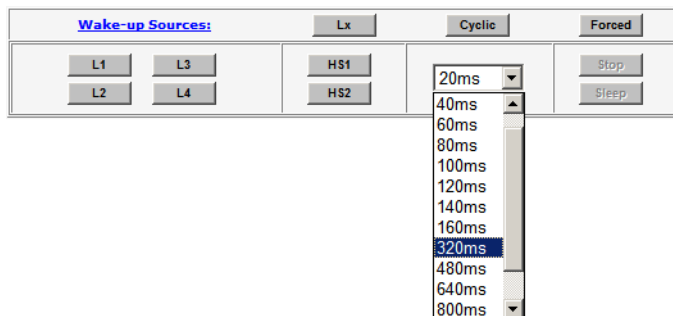 Wake-up Sources: Lx Cyclic Forced
L1 L3 HS1 20ms Stop
L2 L4 HS2 Sleep
40ms
60ms
80ms
100ms
120ms
140ms
160ms
320ms
480ms
640ms
800ms